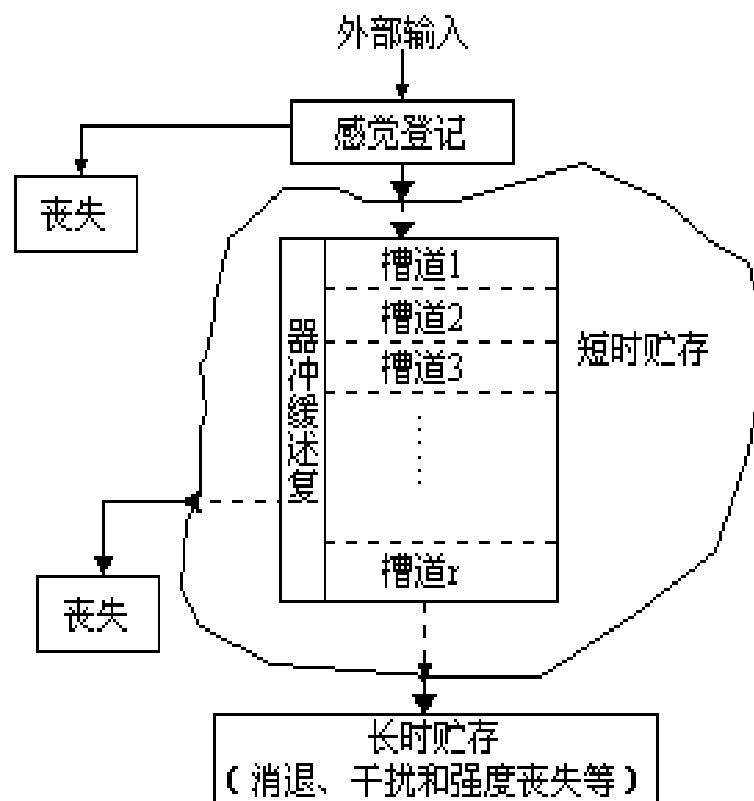 外部输入
感觉登记
丧失
槽道1
槽道2
槽道3
器冲缓述复
短时贮存
槽道r
丧失
长时贮存
(消退、干扰和强度丧失等)